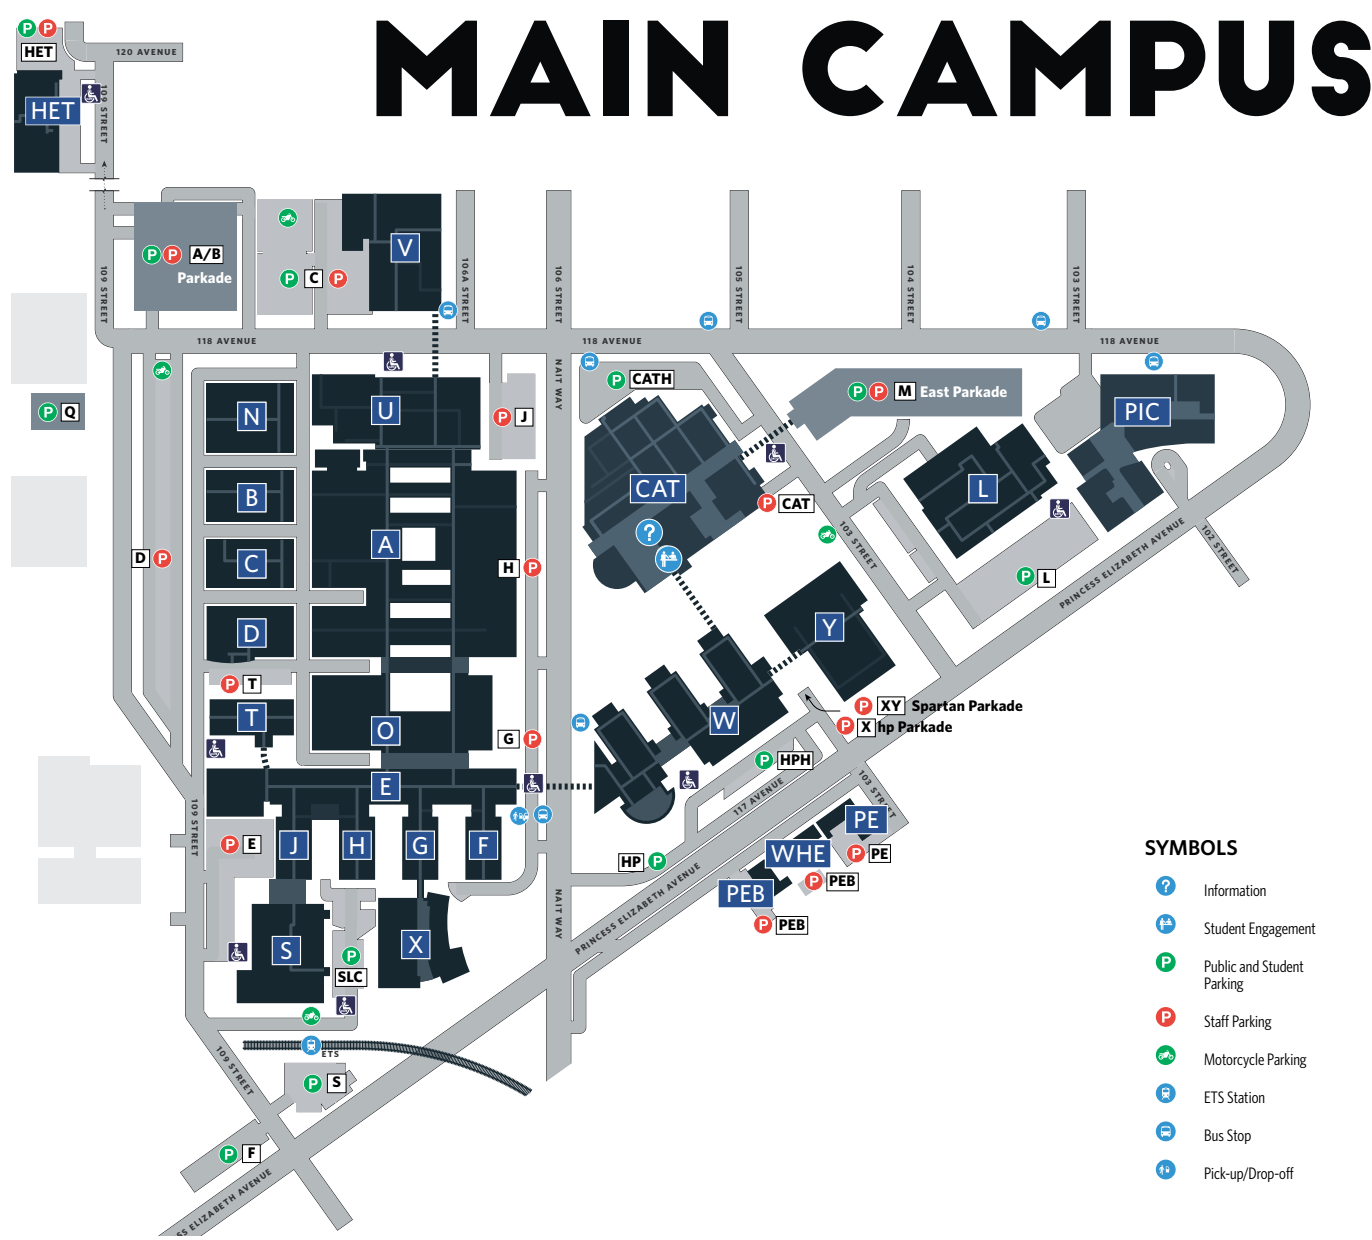 MAIN CAMPUS
P P
HET
120 AVENUE
HET
109 STREET
P P A/B
Parkade
P C P
V
109 STREET
106A STREET
106 STREET
105 STREET
104 STREET
103 STREET
118 AVENUE
118 AVENUE
118 AVENUE
NAIT WAY
P CATH
P P M East Parkade
P Q
N
U
P J
PIC
B
CAT
L
P CAT
A
?
103 STREET
102 STREET
D P
C
H P
P L
PRINCESS ELIZABETH AVENUE
D
Y
P T
T
O
W
P XY Spartan Parkade
P X hp Parkade
G P
P HPH
E
117 AVENUE
103 STREET
109 STREET
P E
J
H
G
F
PE
WHE
P PE
HP P
PEB
P PEB
P PEB
NAIT WAY
PRINCESS ELIZABETH AVENUE
S
X
P
SLC
ETS
109 STREET
P S
P F
SS ELIZABETH AVENUE
SYMBOLS
? Information
Student Engagement
P Public and Student
Parking
P Staff Parking
Motorcycle Parking
ETS Station
Bus Stop
Pick-up/Drop-off